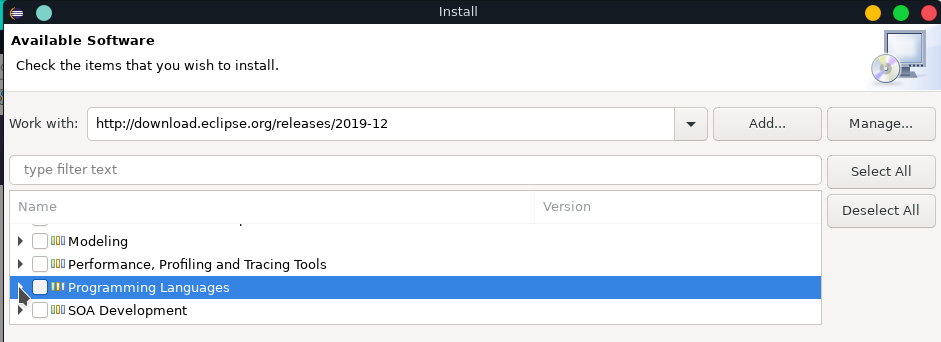 Install
Available Software
Check the items that you wish to install.
Work with: http://download.eclipse.org/releases/2019-12 Add... Manage...
type filter text Select All
Name Version Deselect All
Modeling
Performance, Profiling and Tracing Tools
Programming Languages
SOA Development